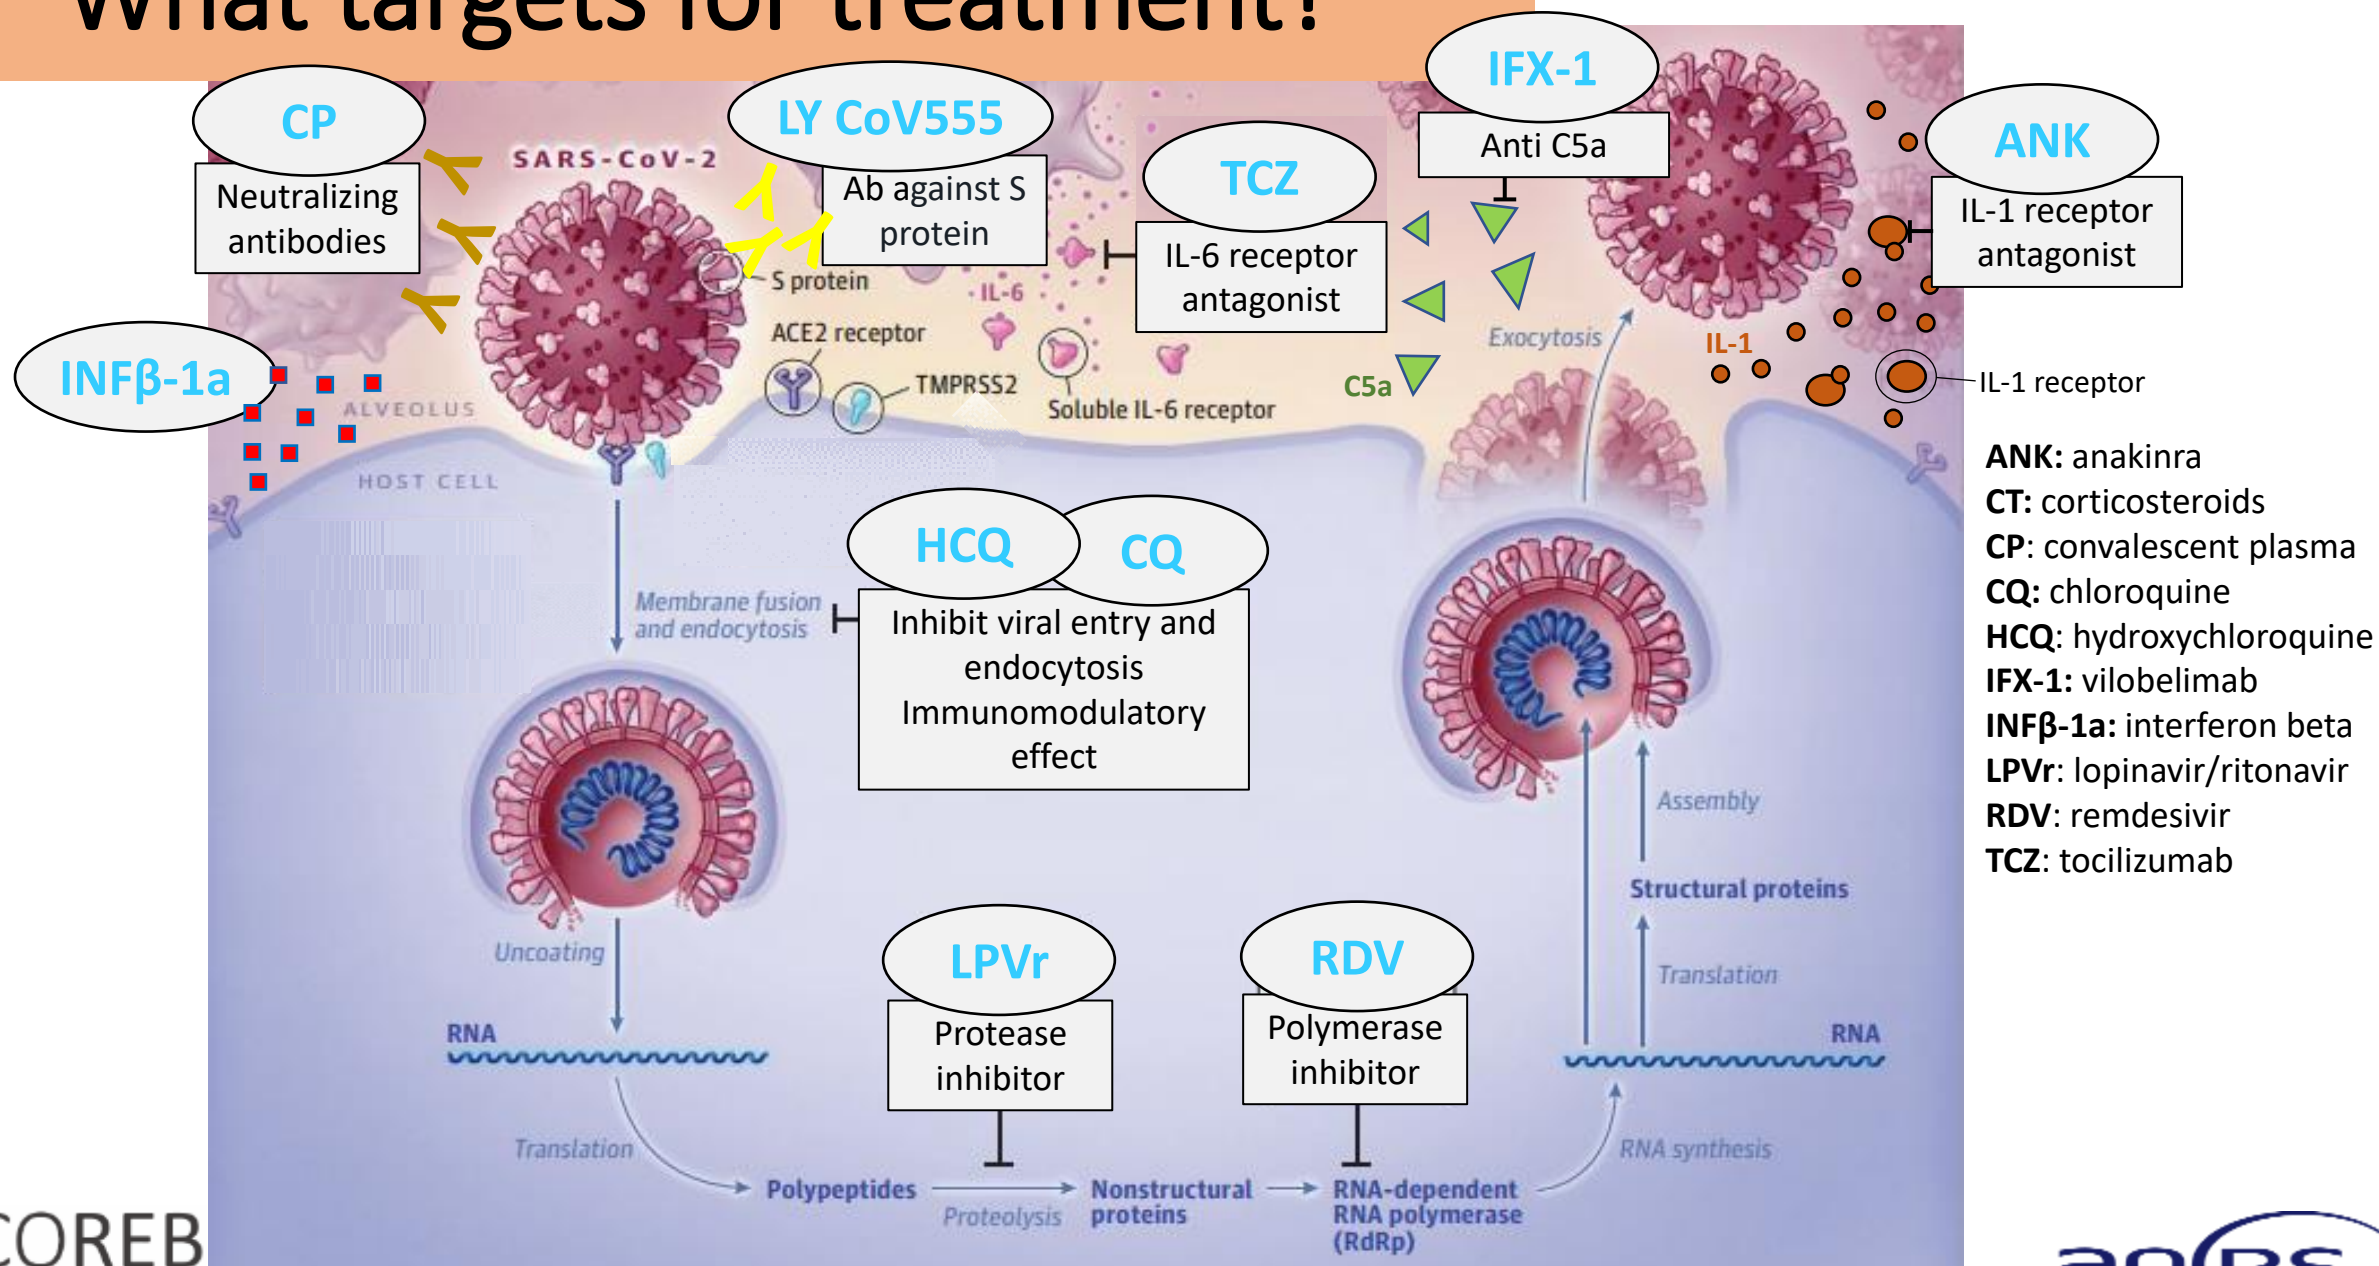 What targets for treatment?
CP
Neutralizing
antibodies
SARS-CoV-2
LY CoV555
Ab against S
protein
S protein
IL-6
TCZ
IL-6 receptor
antagonist
IFX-1
Anti C5a
ANK
IL-1 receptor
antagonist
INFβ-1a
ACE2 receptor
TMPRSS2
Soluble IL-6 receptor
C5a
Exocytosis
IL-1
IL-1 receptor
ALVEOLUS
HOST CELL
HCQ
CQ
Membrane fusion
and endocytosis
Inhibit viral entry and
endocytosis
Immunomodulatory
effect
ANK: anakinra
CT: corticosteroids
CP: convalescent plasma
CQ: chloroquine
HCQ: hydroxychloroquine
IFX-1: vilobelimab
INFβ-1a: interferon beta
LPVr: lopinavir/ritonavir
RDV: remdesivir
TCZ: tocilizumab
Assembly
Structural proteins
Translation
RNA
RNA synthesis
Uncoating
RNA
Translation
LPVr
Protease
inhibitor
RDV
Polymerase
inhibitor
Polypeptides
Proteolysis
Nonstructural
proteins
RNA-dependent
RNA polymerase
(RdRp)
COREB